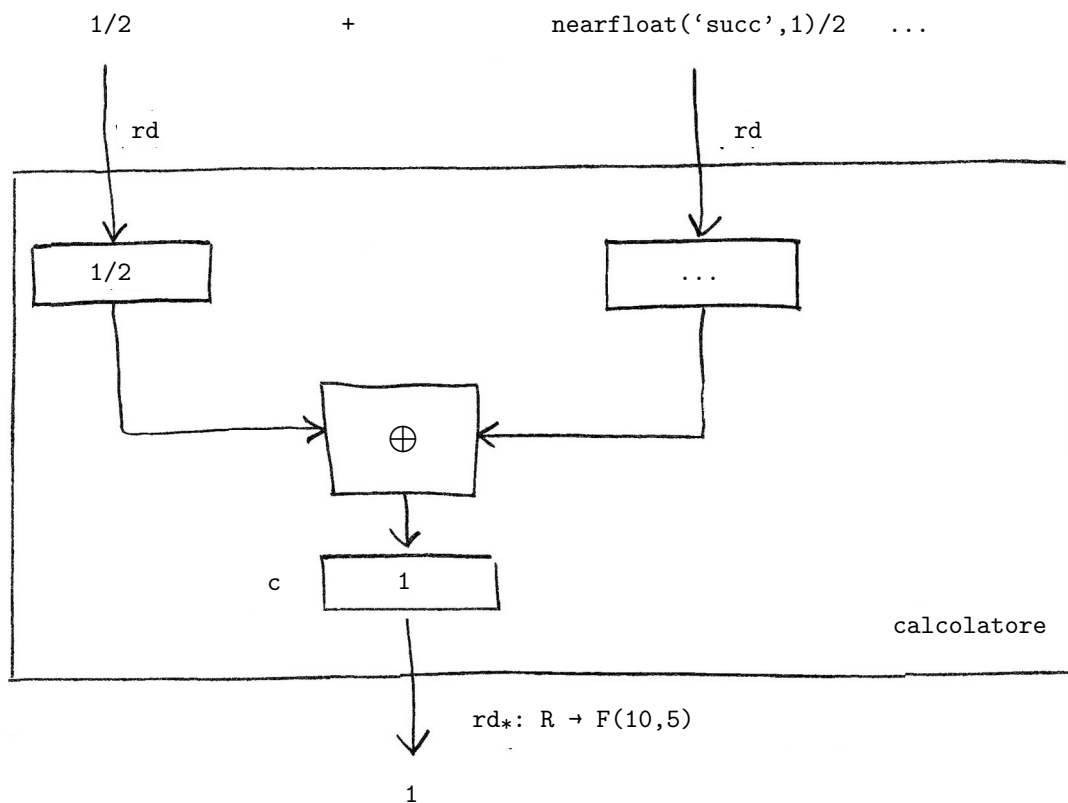 1/2 + nearfloat(‘succ’,1)/2 ...
rd rd
1/2 ...
⊕
c 1
calcolatore
rd*: R → F(10,5)
1